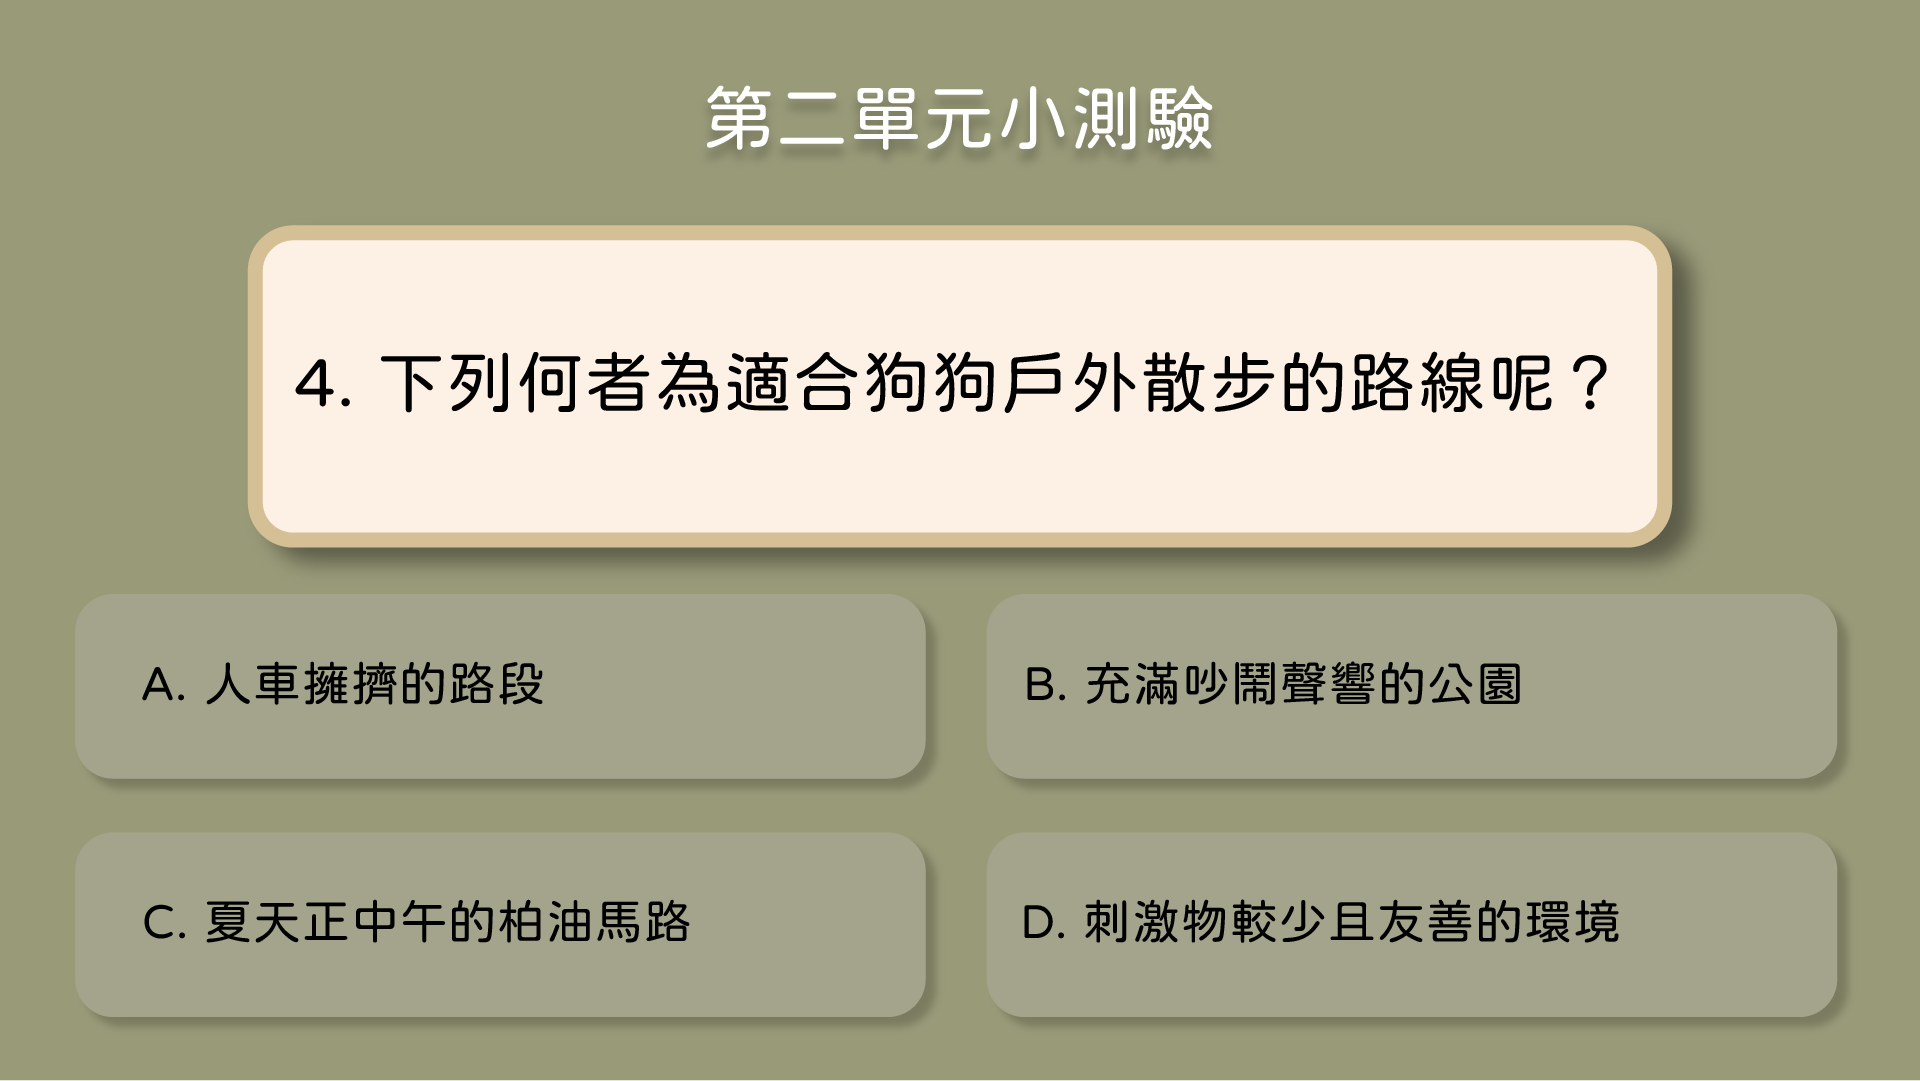 第二單元小測驗
4. 下列何者為適合狗狗戶外散步的路線呢？
A. 人車擁擠的路段
B. 充滿吵鬧聲響的公園
C. 夏天正中午的柏油馬路
D. 刺激物較少且友善的環境